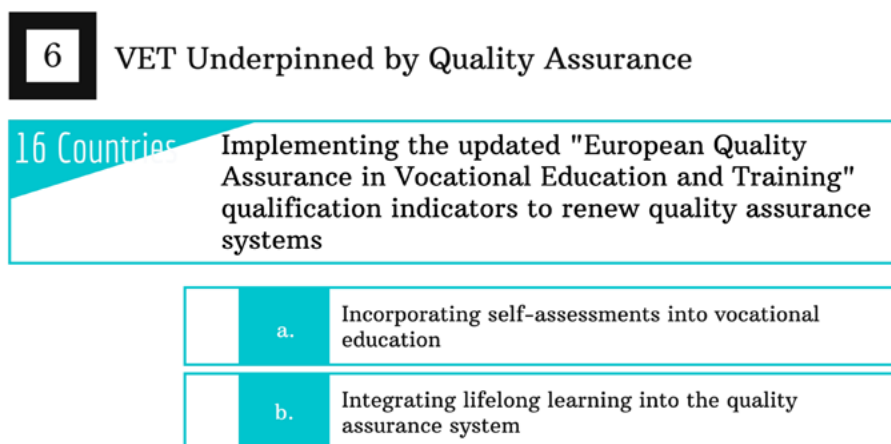 6
VET Underpinned by Quality Assurance
16 Countries
Implementing the updated "European Quality
Assurance in Vocational Education and Training"
qualification indicators to renew quality assurance
systems
a.
Incorporating self-assessments into vocational
education
b.
Integrating lifelong learning into the quality
assurance system